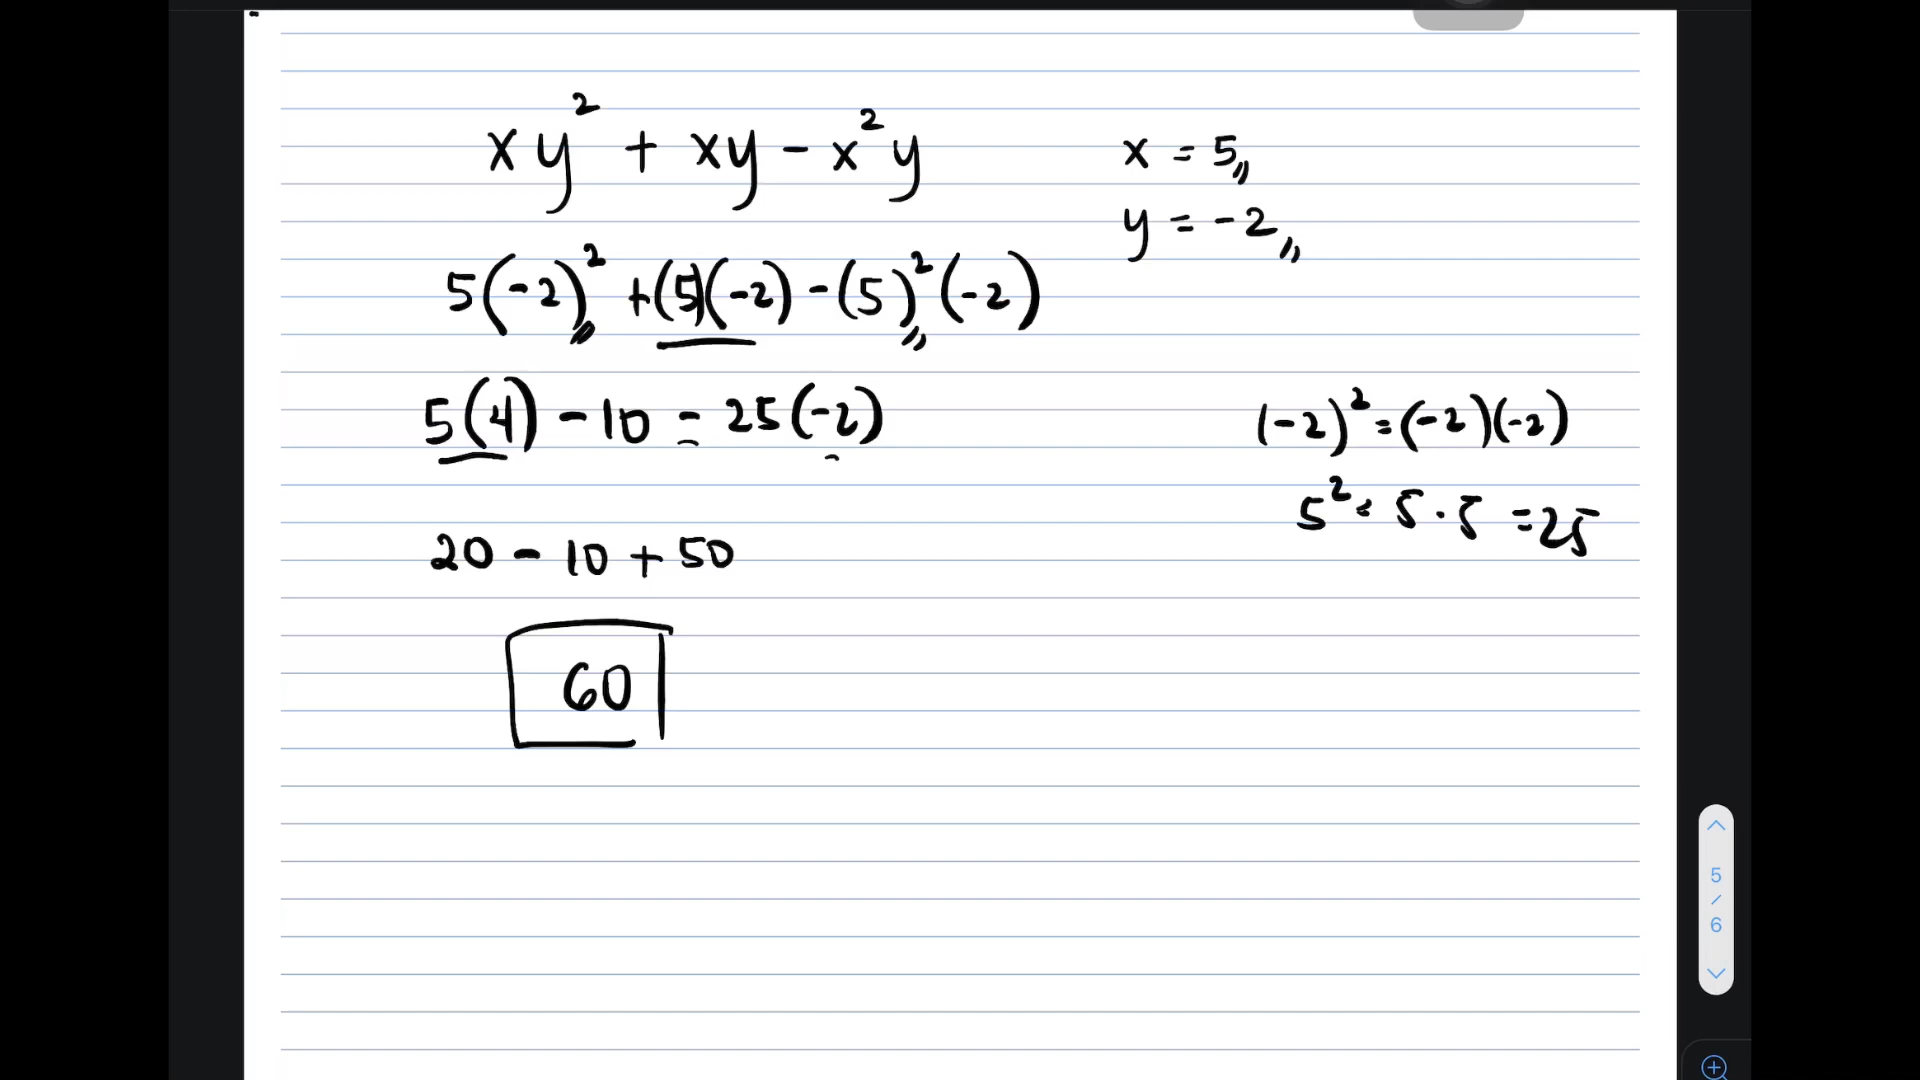 xy² + xy - x²y
x = 5,,
y = -2,,
5(-2)² + (5)(-2) - (5)²(-2)
5(4) - 10 - 25(-2)
(-2)² = (-2)(-2)
5² = 5 · 5 = 25
20 - 10 + 50
60
5
/
6